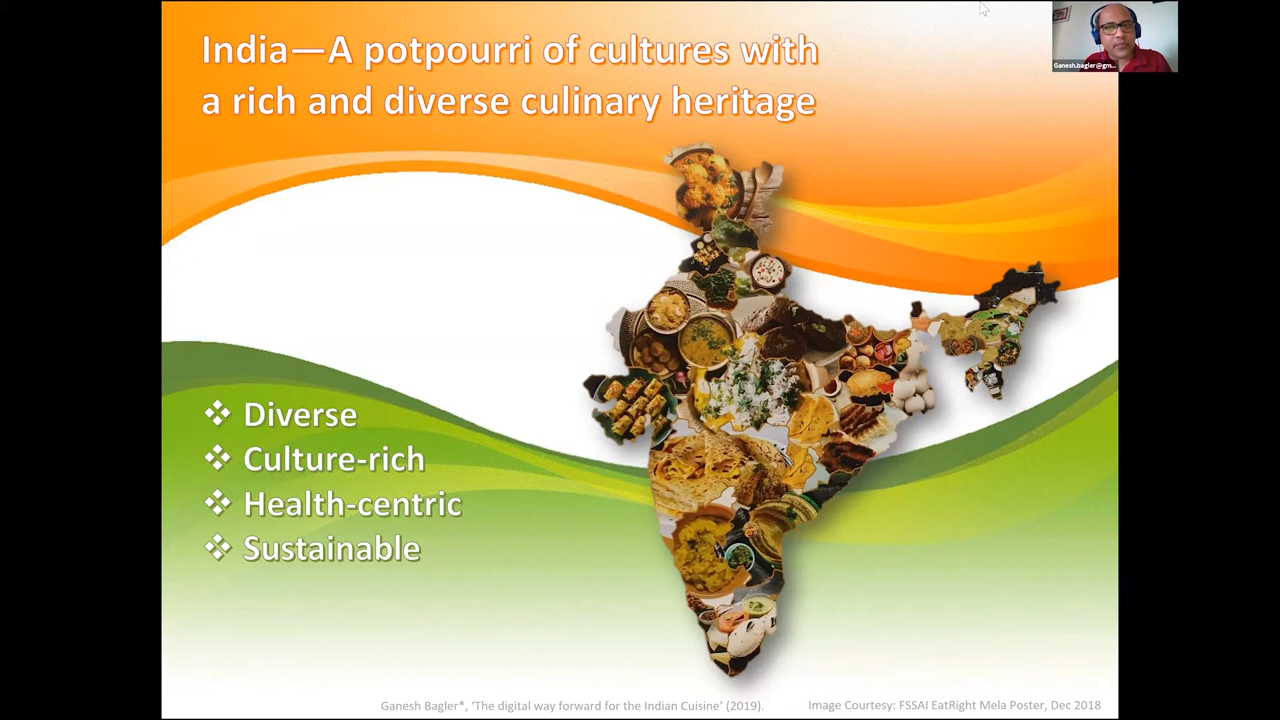 India—A potpourri of cultures with
a rich and diverse culinary heritage
Ganesh.bagler@gm...
❖ Diverse
❖ Culture-rich
❖ Health-centric
❖ Sustainable
Ganesh Bagler*, ‘The digital way forward for the Indian Cuisine’ (2019).
Image Courtesy: FSSAI EatRight Mela Poster, Dec 2018